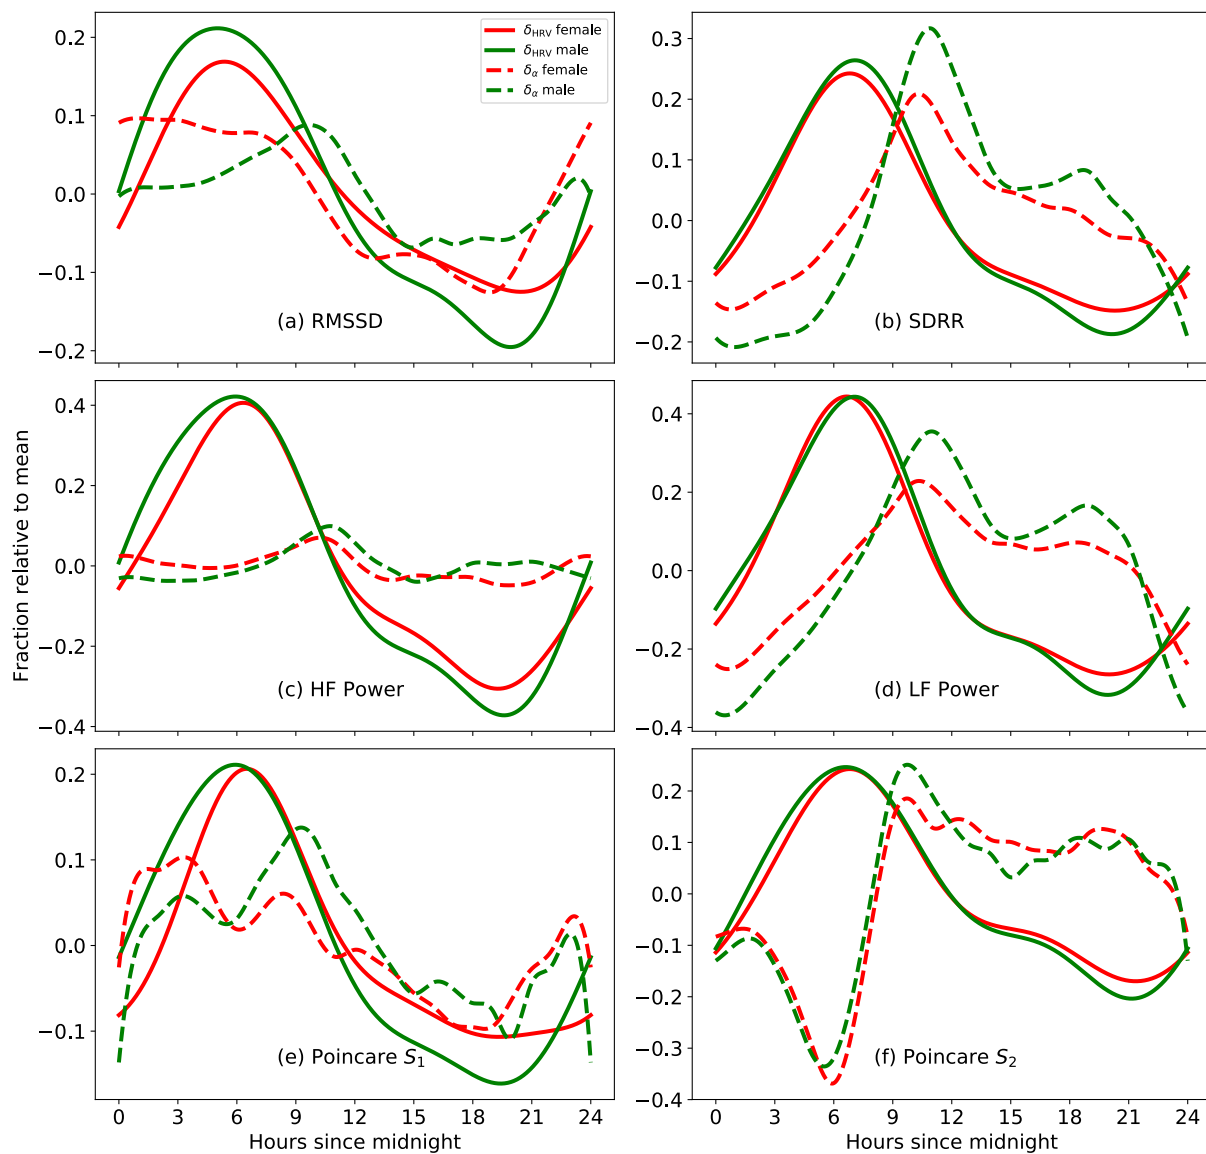 δHRV female
δHRV male
δα female
δα male
0.2
0.1
0.0
−0.1
−0.2
(a) RMSSD
0.3
0.2
0.1
0.0
−0.1
−0.2
(b) SDRR
Fraction relative to mean
0.4
0.2
0.0
−0.2
−0.4
(c) HF Power
0.4
0.2
0.0
−0.2
−0.4
(d) LF Power
0.2
0.1
0.0
−0.1
(e) Poincare S1
0 3 6 9 12 15 18 21 24
Hours since midnight
0.2
0.1
0.0
−0.1
−0.2
−0.3
−0.4
(f) Poincare S2
0 3 6 9 12 15 18 21 24
Hours since midnight